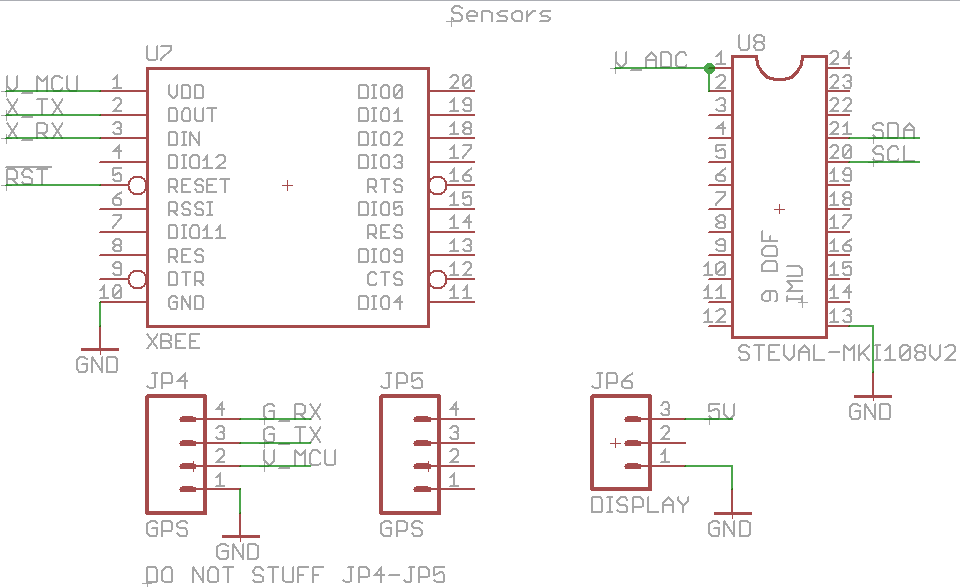 Sensors
U7
V_MCU 1 VDD DIO0 20
X_TX 2 DOUT DIO1 19
X_RX 3 DIN DIO2 18
4 DIO12 DIO3 17
RST 5 RESET RTS 16
6 RSSI DIO5 15
7 DIO11 RES 14
8 RES DIO9 13
9 DTR CTS 12
10 GND DIO4 11
GND
XBEE
U8
V_ADC 1 24
2 23
3 22
4 21 SDA
5 20 SCL
6 19
7 18
8 17
9 16
10 15
11 14
12 13
9 DOF
IMU
STEVAL-MKI108V2
GND
JP4
4 G_RX
3 G_TX
2 V_MCU
1
GPS
GND
JP5
4
3
2
1
GPS
JP6
3 5V
2
1
DISPLAY
GND
DO NOT STUFF JP4-JP5